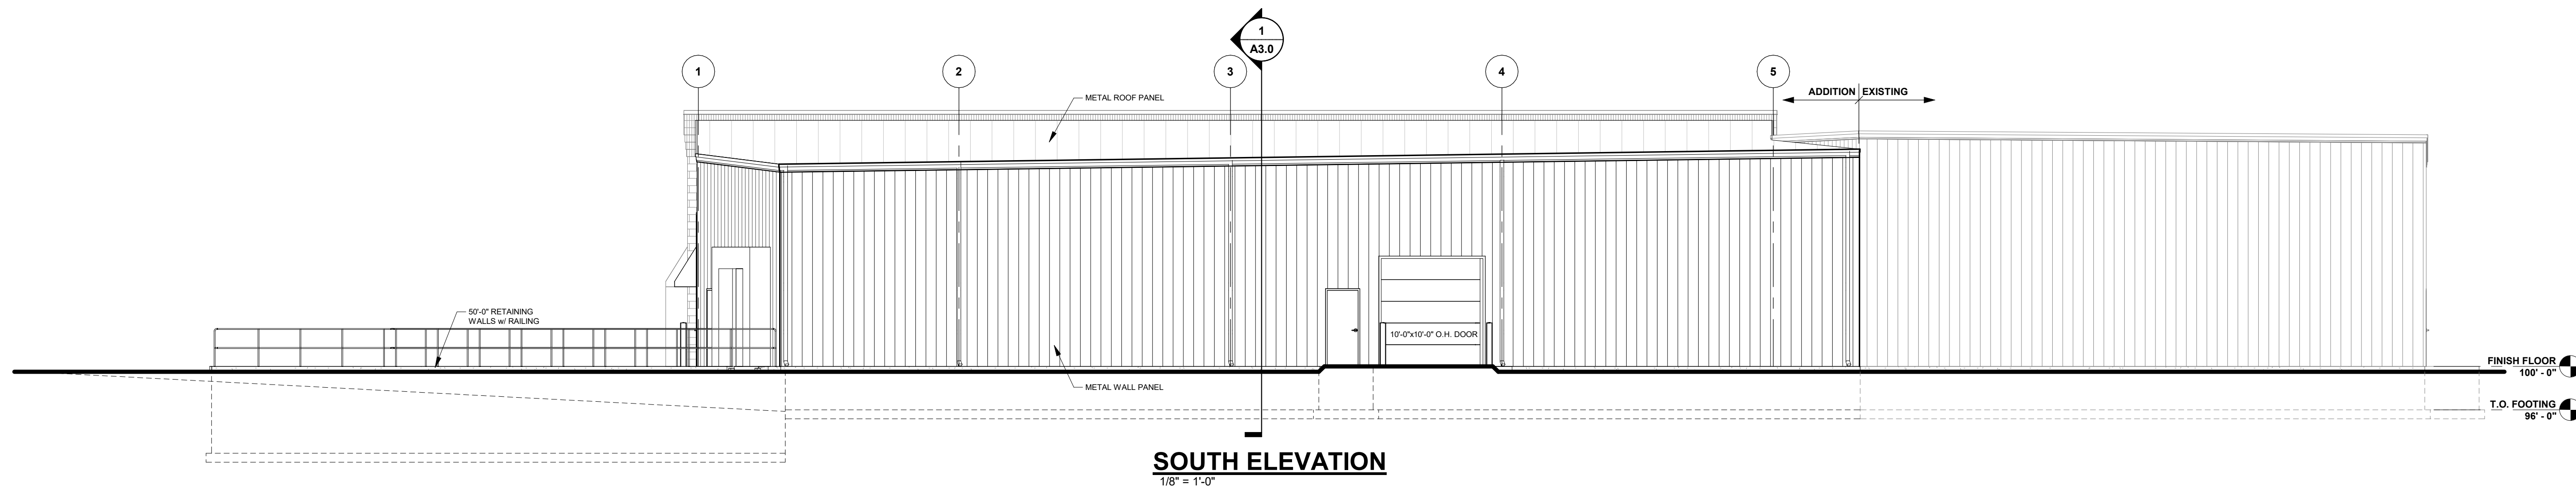 1
A3.0
1
2
3
4
5
ADDITION EXISTING
METAL ROOF PANEL
50'-0" RETAINING
WALLS w/ RAILING
10'-0"x10'-0" O.H. DOOR
METAL WALL PANEL
FINISH FLOOR
100' - 0"
T.O. FOOTING
96' - 0"
SOUTH ELEVATION
1/8" = 1'-0"